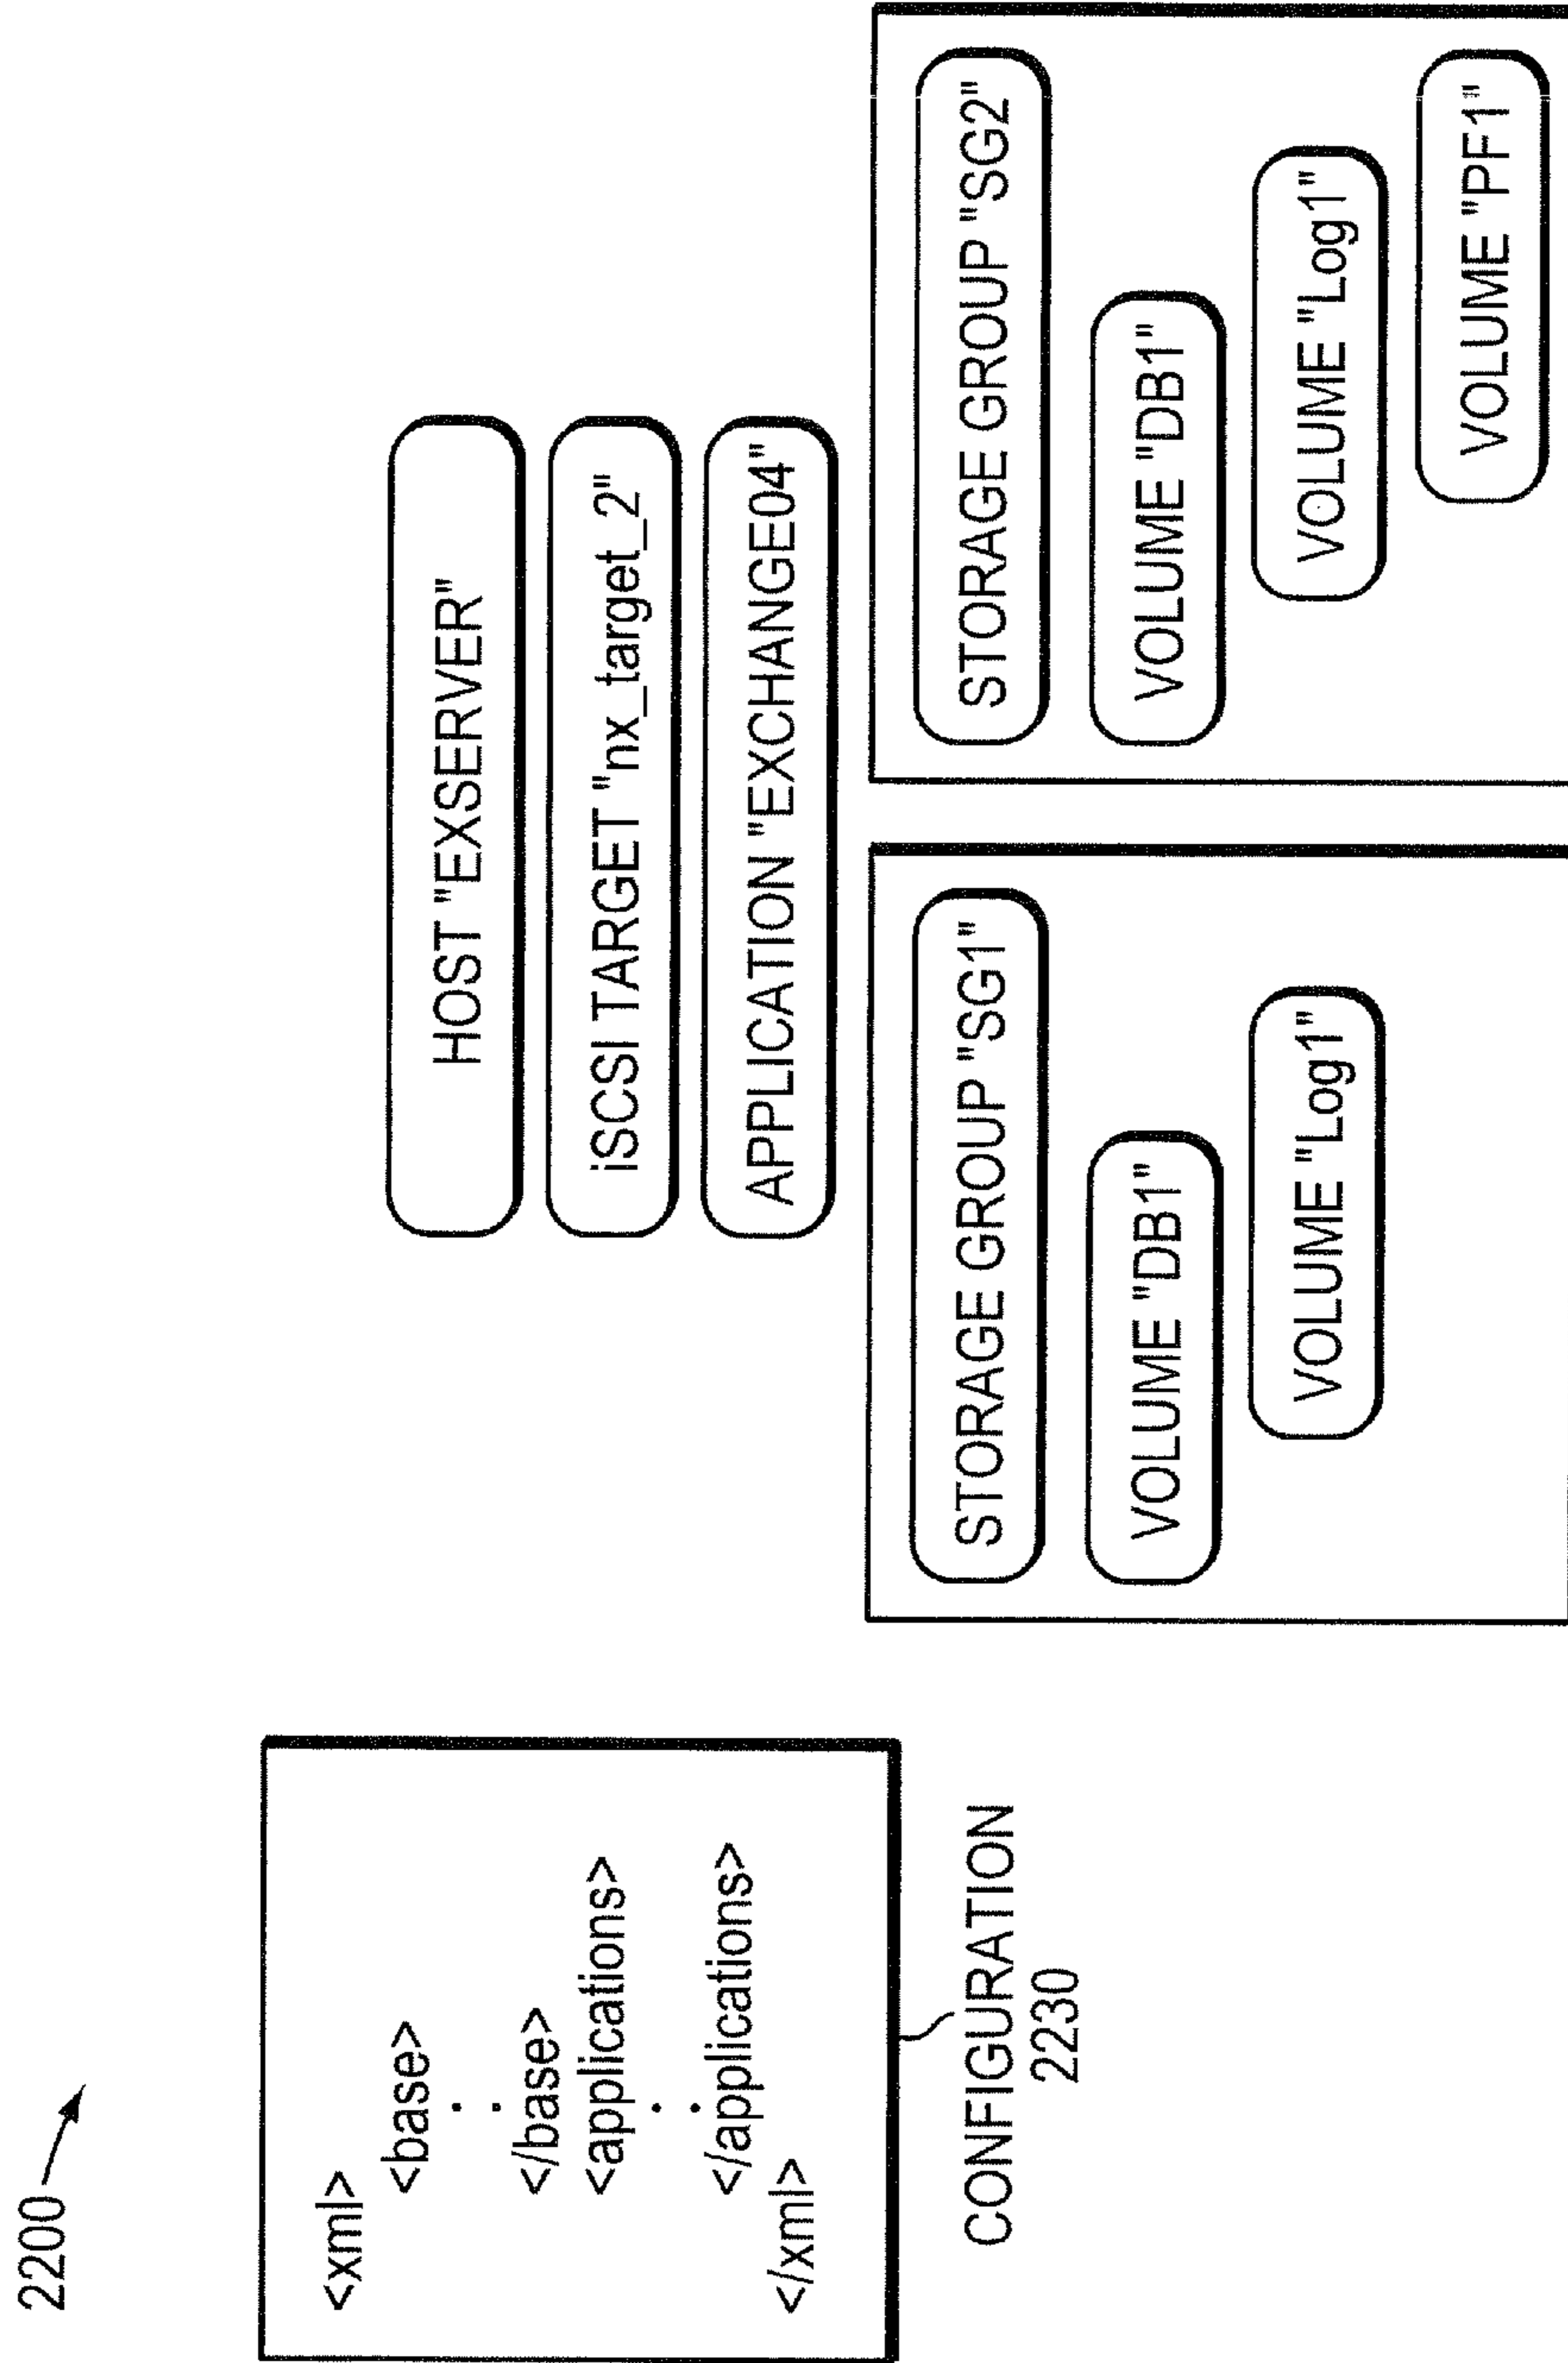 2200
<xml>
<base>
.
.
</base>
<applications>
.
.
</applications>
</xml>
CONFIGURATION
2230
HOST "EXSERVER"
iSCSI TARGET "nx_target_2"
APPLICATION "EXCHANGE04"
STORAGE GROUP "SG1"
VOLUME "DB1"
VOLUME "Log1"
STORAGE GROUP "SG2"
VOLUME "DB1"
VOLUME "Log1"
VOLUME "PF1"